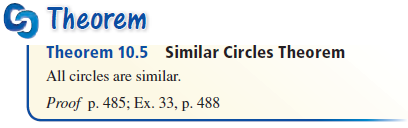 Theorem
Theorem 10.5 Similar Circles Theorem
All circles are similar.
Proof p. 485; Ex. 33, p. 488